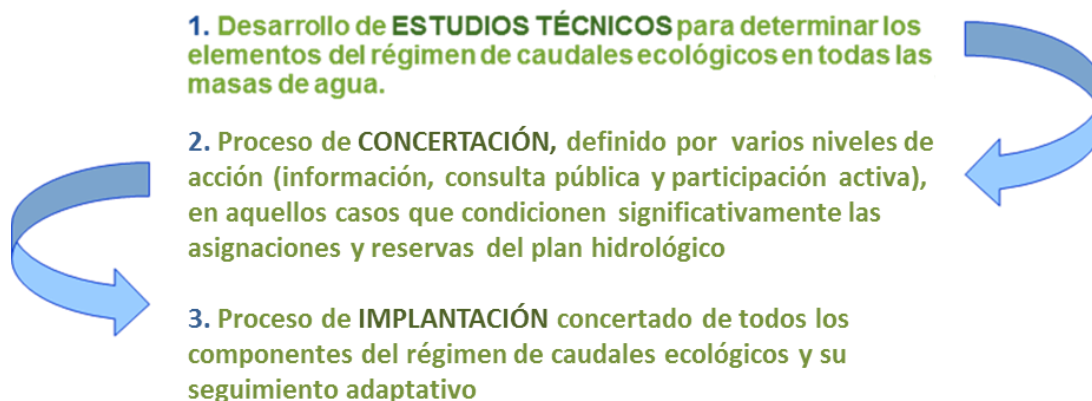 1. Desarrollo de ESTUDIOS TÉCNICOS para determinar los
elementos del régimen de caudales ecológicos en todas las
masas de agua.
2. Proceso de CONCERTACIÓN, definido por varios niveles de
acción (información, consulta pública y participación activa),
en aquellos casos que condicionen significativamente las
asignaciones y reservas del plan hidrológico
3. Proceso de IMPLANTACIÓN concertado de todos los
componentes del régimen de caudales ecológicos y su
seguimiento adaptativo